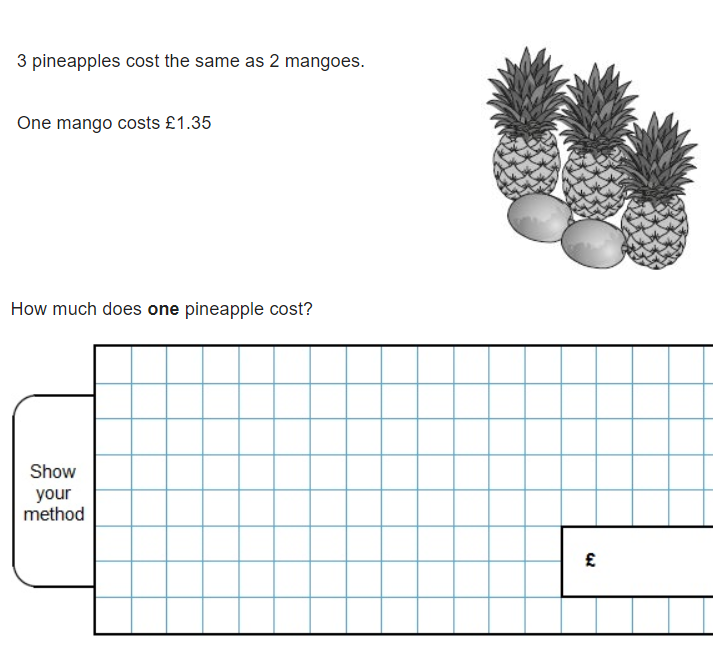 3 pineapples cost the same as 2 mangoes.
One mango costs £1.35
How much does one pineapple cost?
Show
your
method
£